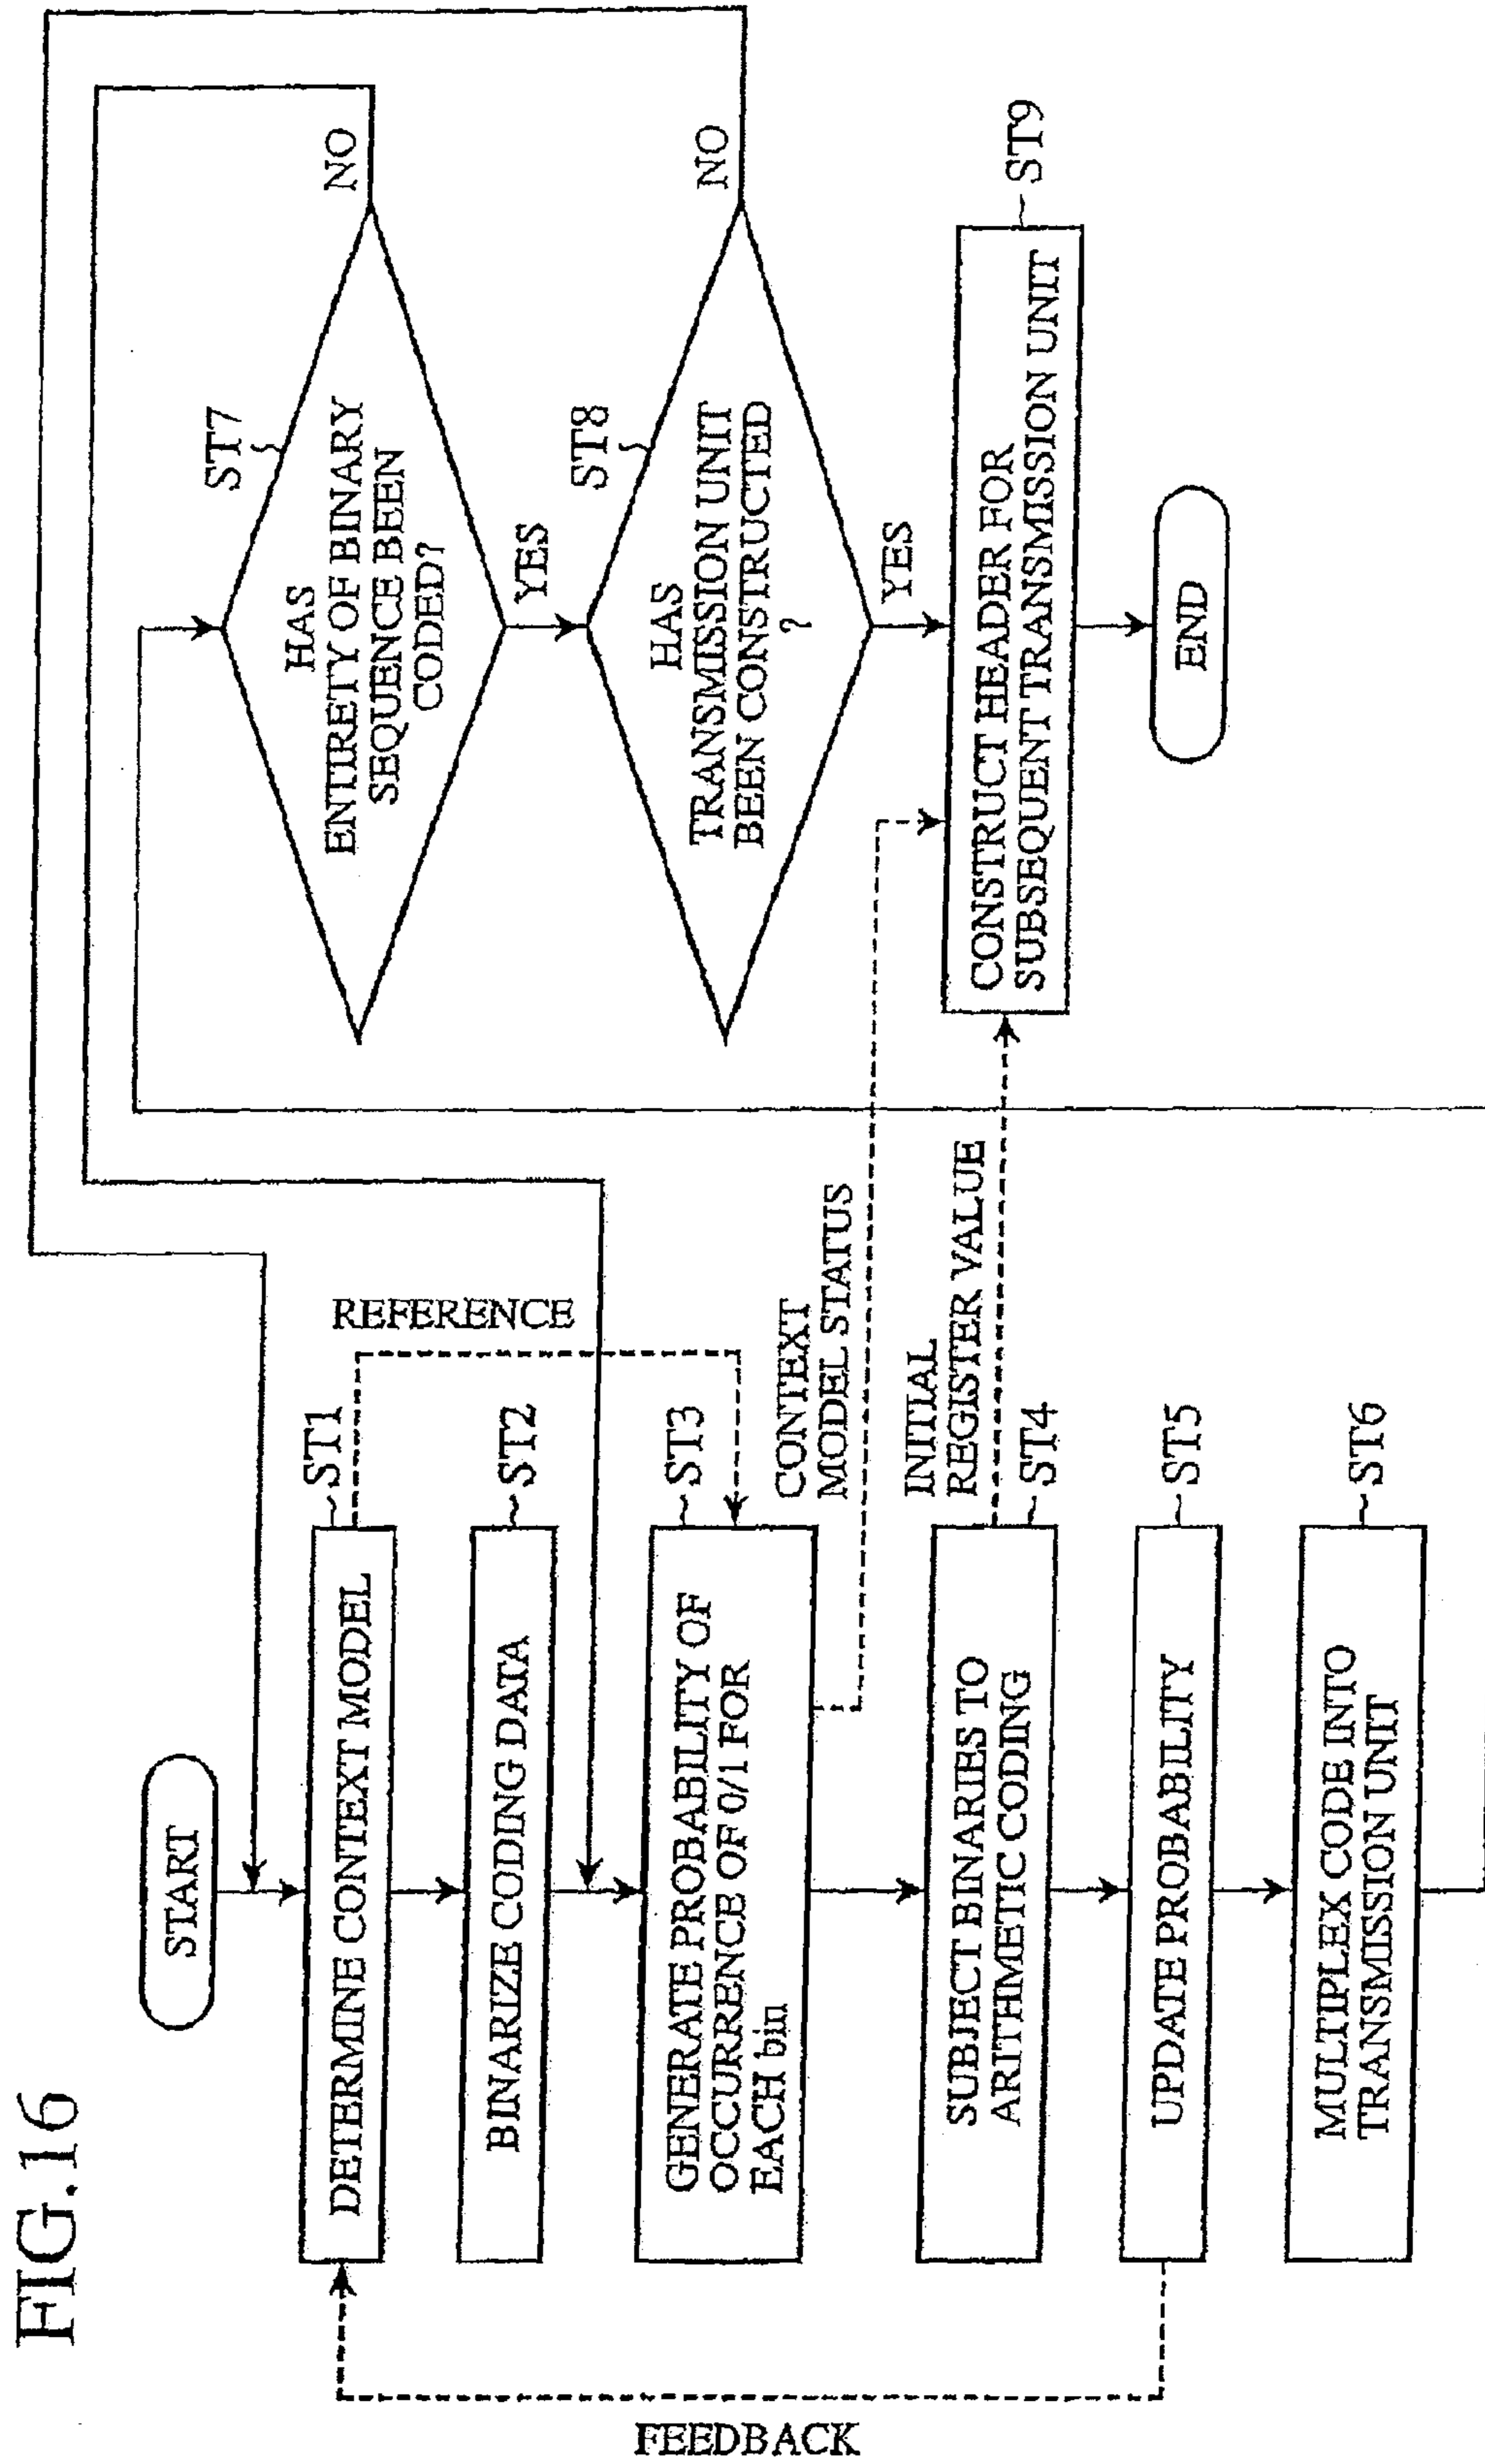 FIG.16
START
DETERMINE CONTEXT MODEL
ST1
REFERENCE
BINARIZE CODING DATA
ST2
GENERATE PROBABILITY OF
OCCURRENCE OF 0/1 FOR
EACH bin
ST3
CONTEXT
MODEL STATUS
INITIAL
REGISTER VALUE
SUBJECT BINARIES TO
ARITHMETIC CODING
ST4
UPDATE PROBABILITY
ST5
FEEDBACK
MULTIPLEX CODE INTO
TRANSMISSION UNIT
ST6
ST7
HAS
ENTIRETY OF BINARY
SEQUENCE BEEN
CODED?
NO
YES
ST8
HAS
TRANSMISSION UNIT
BEEN CONSTRUCTED
?
NO
YES
CONSTRUCT HEADER FOR
SUBSEQUENT TRANSMISSION UNIT
ST9
END